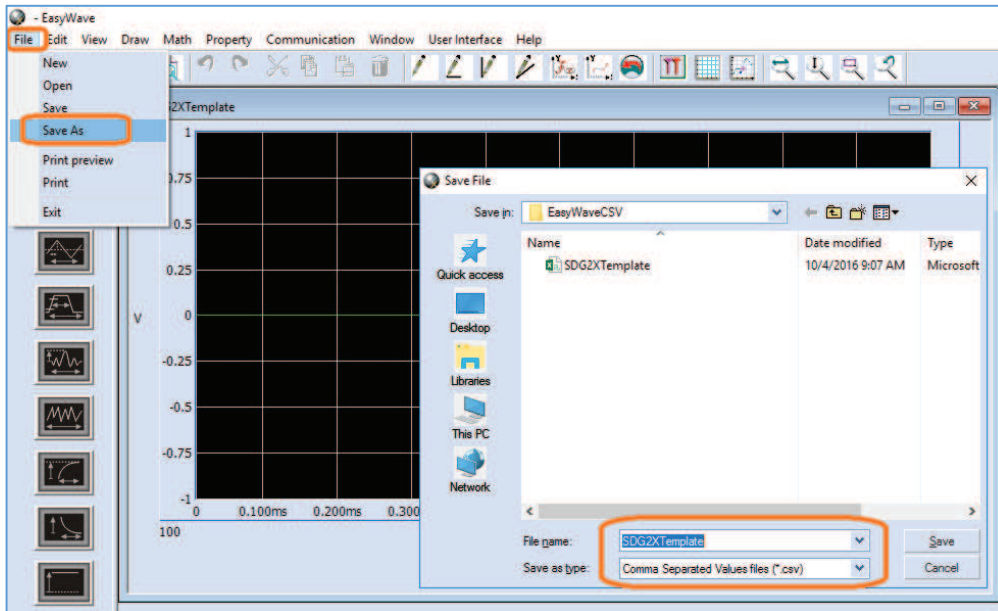 - EasyWave
File Edit View Draw Math Property Communication Window User Interface Help
New
Open
Save
Save As
Print preview
Print
Exit
G2XTemplate
1
0.75
0.5
0.25
0
-0.25
-0.5
-0.75
-1
V
0 0.100ms 0.200ms 0.300
100
Save File
Save in: EasyWaveCSV
Name Date modified Type
SDG2XTemplate 10/4/2016 9:07 AM Microsoft
Quick access
Desktop
Libraries
This PC
Network
File name: SDG2XTemplate Save
Save as type: Comma Separated Values files (*.csv) Cancel